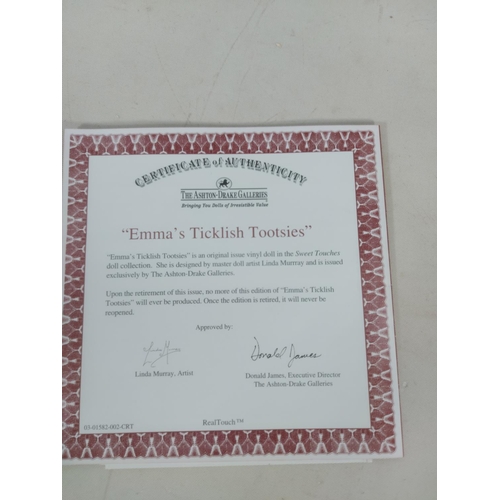 CERTIFICATE of AUTHENTICITY
THE ASHTON-DRAKE GALLERIES
Bringing You Dolls of Irresistible Value
"Emma's Ticklish Tootsies"
"Emma's Ticklish Tootsies" is an original issue vinyl doll in the Sweet Touches
doll collection. She is designed by master doll artist Linda Murray and is issued
exclusively by The Ashton-Drake Galleries.
Upon the retirement of this issue, no more of this edition of "Emma's Ticklish
Tootsies" will ever be produced. Once the edition is retired, it will never be
reopened.
Approved by:
Donald James
Linda Murray, Artist
Donald James, Executive Director
The Ashton-Drake Galleries
RealTouch™
03-01582-002-CRT